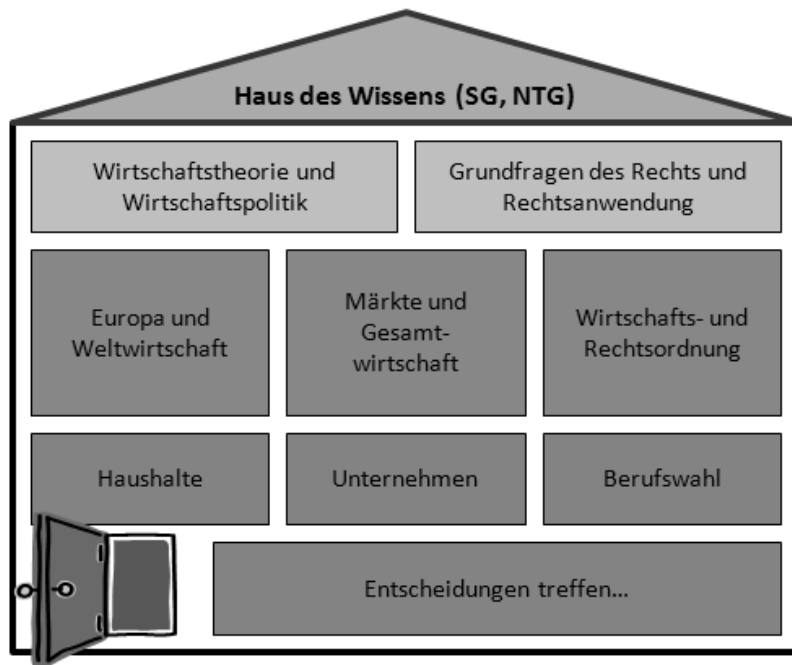 Haus des Wissens (SG, NTG)
Wirtschaftstheorie und
Wirtschaftspolitik
Grundfragen des Rechts und
Rechtsanwendung
Europa und
Weltwirtschaft
Märkte und
Gesamt-
wirtschaft
Wirtschafts- und
Rechtsordnung
Haushalte
Unternehmen
Berufswahl
Entscheidungen treffen...